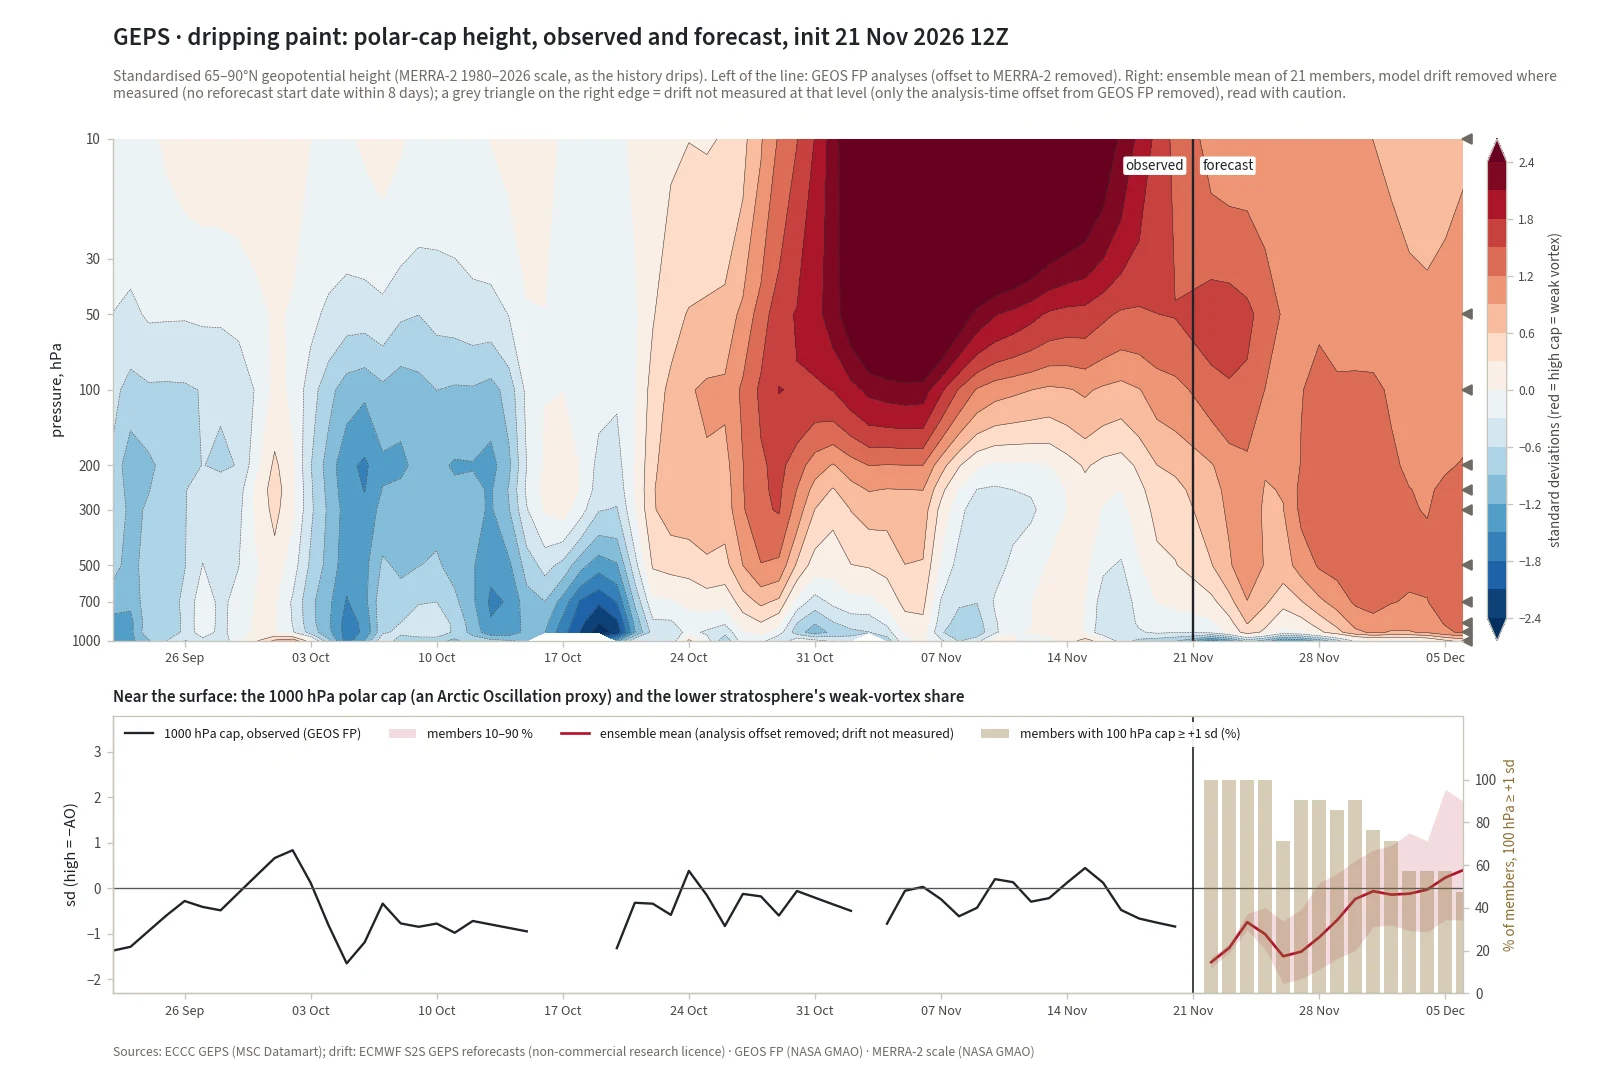 GEPS · dripping paint: polar-cap height, observed and forecast, init 21 Nov 2026 12Z
Standardised 65–90°N geopotential height (MERRA-2 1980–2026 scale, as the history drips). Left of the line: GEOS FP analyses (offset to MERRA-2 removed). Right: ensemble mean of 21 members, model drift removed where
measured (no reforecast start date within 8 days); a grey triangle on the right edge = drift not measured at that level (only the analysis-time offset from GEOS FP removed), read with caution.
pressure, hPa
10
30
50
100
200
300
500
700
1000
observed
forecast
26 Sep
03 Oct
10 Oct
17 Oct
24 Oct
31 Oct
07 Nov
14 Nov
21 Nov
28 Nov
05 Dec
2.4
1.8
1.2
0.6
0.0
−0.6
−1.2
−1.8
−2.4
standard deviations (red = high cap = weak vortex)
Near the surface: the 1000 hPa polar cap (an Arctic Oscillation proxy) and the lower stratosphere's weak-vortex share
1000 hPa cap, observed (GEOS FP)
members 10–90 %
ensemble mean (analysis offset removed; drift not measured)
members with 100 hPa cap ≥ +1 sd (%)
sd (high = −AO)
3
2
1
0
−1
−2
100
80
60
40
20
0
% of members, 100 hPa ≥ +1 sd
26 Sep
03 Oct
10 Oct
17 Oct
24 Oct
31 Oct
07 Nov
14 Nov
21 Nov
28 Nov
05 Dec
Sources: ECCC GEPS (MSC Datamart); drift: ECMWF S2S GEPS reforecasts (non-commercial research licence) · GEOS FP (NASA GMAO) · MERRA-2 scale (NASA GMAO)